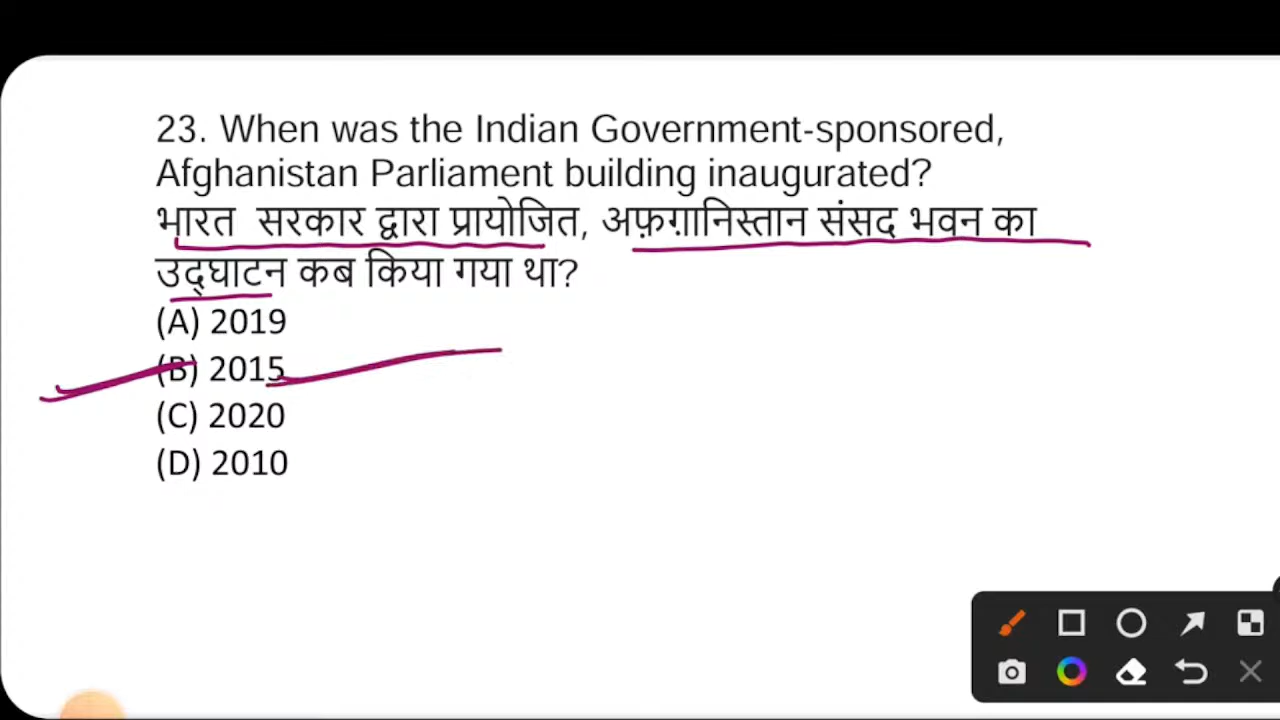 23. When was the Indian Government-sponsored,
Afghanistan Parliament building inaugurated?
भारत सरकार द्वारा प्रायोजित, अफ़ग़ानिस्तान संसद भवन का
उद्घाटन कब किया गया था?
(A) 2019
(B) 2015
(C) 2020
(D) 2010